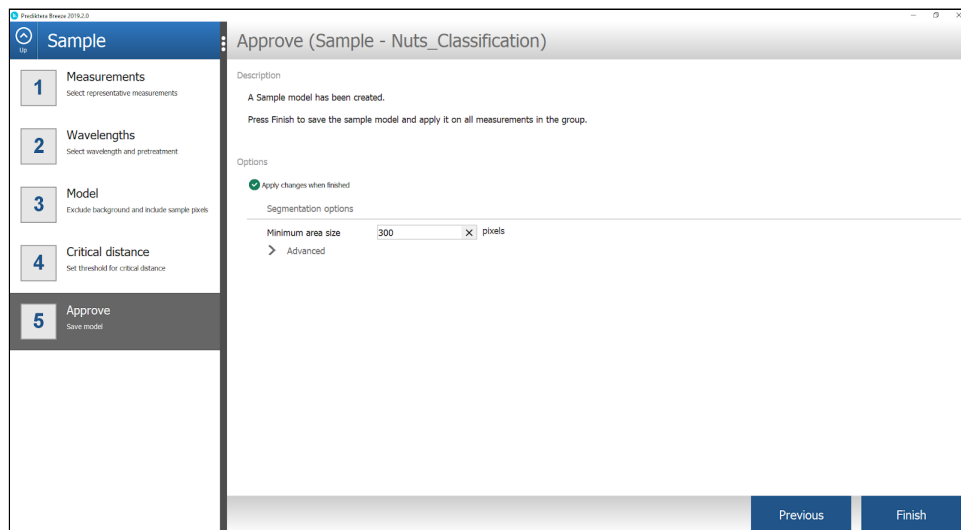 Prediktera Breeze 2019.2.0
Up
Sample
1
Measurements
Select representative measurements
2
Wavelengths
Select wavelength and pretreatment
3
Model
Exclude background and include sample pixels
4
Critical distance
Set threshold for critical distance
5
Approve
Save model
Approve (Sample - Nuts_Classification)
Description
A Sample model has been created.
Press Finish to save the sample model and apply it on all measurements in the group.
Options
Apply changes when finished
Segmentation options
Minimum area size 300 pixels
Advanced
Previous Finish